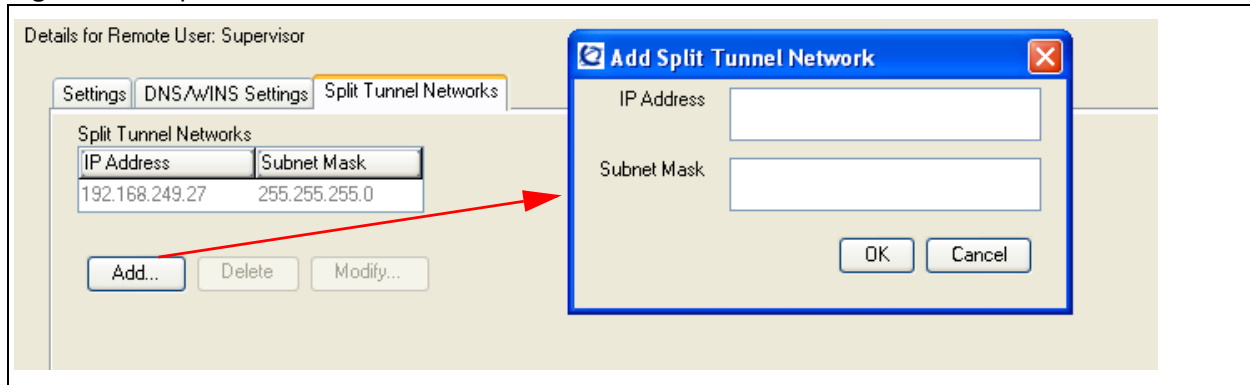 Details for Remote User: Supervisor
Settings
DNS/WINS Settings
Split Tunnel Networks
Split Tunnel Networks
IP Address
Subnet Mask
192.168.249.27
255.255.255.0
Add...
Delete
Modify...
Add Split Tunnel Network
IP Address
Subnet Mask
OK
Cancel